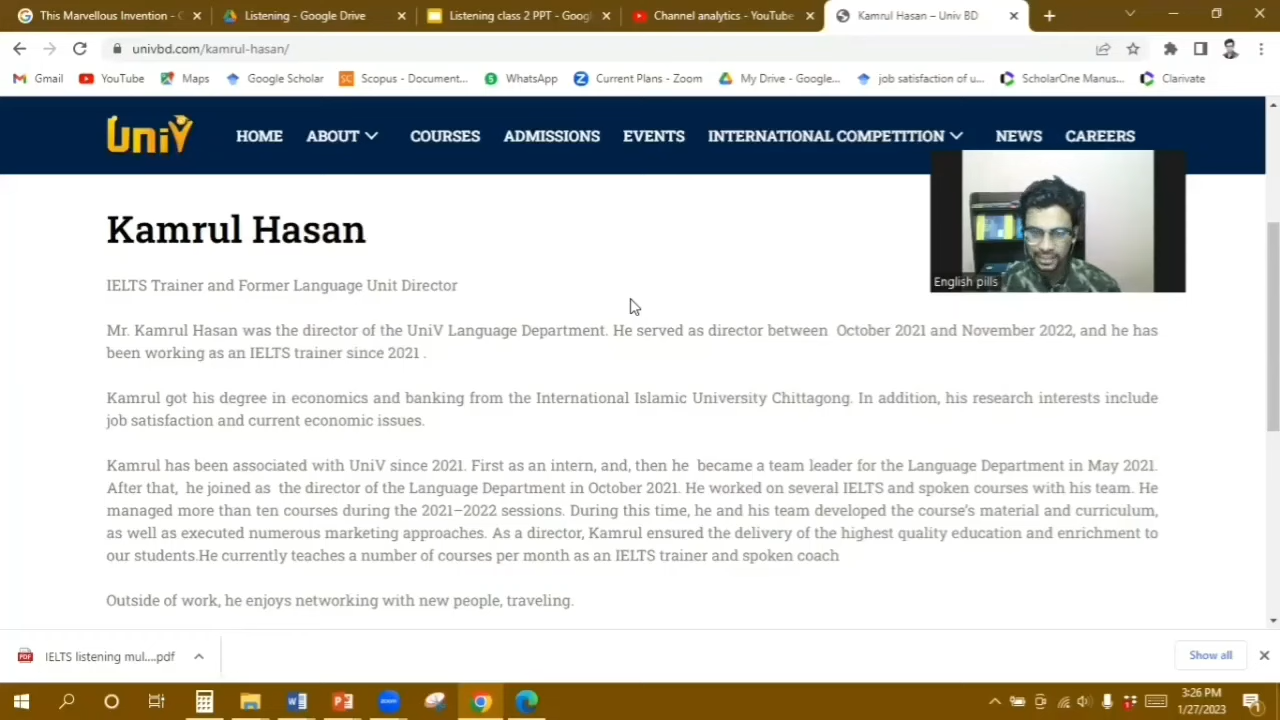 This Marvellous Invention - C
Listening - Google Drive
Listening class 2 PPT - Goog
Channel analytics - YouTube
Kamrul Hasan – Univ BD
univbd.com/kamrul-hasan/
Gmail
YouTube
Maps
Google Scholar
SC Scopus - Document...
WhatsApp
Current Plans - Zoom
My Drive - Google...
job satisfaction of u...
ScholarOne Manus...
Clarivate
UniV
HOME
ABOUT
COURSES
ADMISSIONS
EVENTS
INTERNATIONAL COMPETITION
NEWS
CAREERS
Kamrul Hasan
English pills
IELTS Trainer and Former Language Unit Director
Mr. Kamrul Hasan was the director of the UniV Language Department. He served as director between October 2021 and November 2022, and he has
been working as an IELTS trainer since 2021 .
Kamrul got his degree in economics and banking from the International Islamic University Chittagong. In addition, his research interests include
job satisfaction and current economic issues.
Kamrul has been associated with UniV since 2021. First as an intern, and, then he became a team leader for the Language Department in May 2021.
After that, he joined as the director of the Language Department in October 2021. He worked on several IELTS and spoken courses with his team. He
managed more than ten courses during the 2021–2022 sessions. During this time, he and his team developed the course's material and curriculum,
as well as executed numerous marketing approaches. As a director, Kamrul ensured the delivery of the highest quality education and enrichment to
our students.He currently teaches a number of courses per month as an IELTS trainer and spoken coach
Outside of work, he enjoys networking with new people, traveling.
PDF
IELTS listening mul....pdf
Show all
3:26 PM
1/27/2023